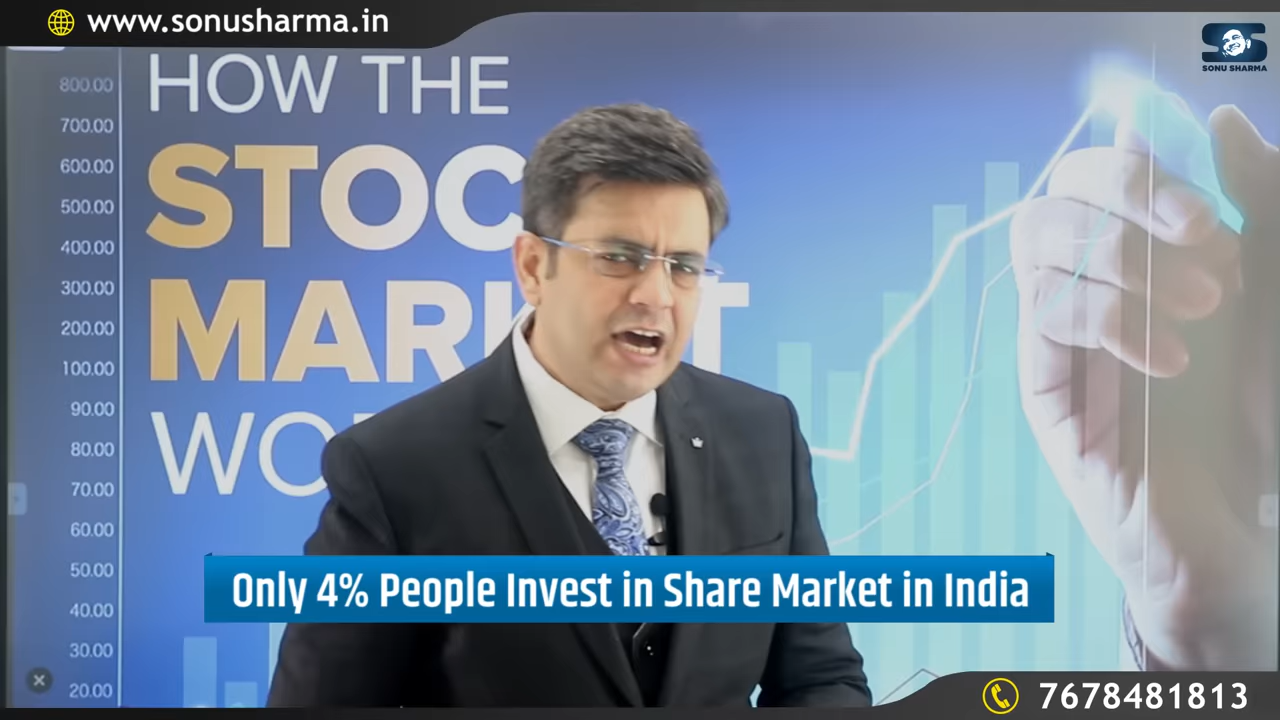 www.sonusharma.in
SS
SONU SHARMA
HOW THE
STOC
MAR T
WO
800.00
700.00
600.00
500.00
400.00
300.00
200.00
100.00
90.00
80.00
70.00
60.00
50.00
40.00
30.00
20.00
Only 4% People Invest in Share Market in India
7678481813